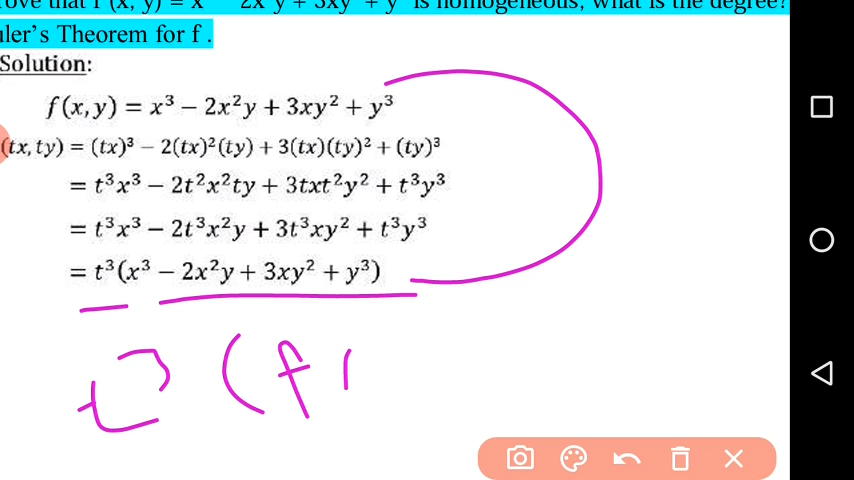 ove that f (x, y) = x³ − 2x²y + 3xy² + y³ is homogeneous, what is the degree?
uler's Theorem for f .
Solution:
f(x, y) = x³ − 2x²y + 3xy² + y³
(tx, ty) = (tx)³ − 2(tx)²(ty) + 3(tx)(ty)² + (ty)³
= t³x³ − 2t²x²ty + 3txt²y² + t³y³
= t³x³ − 2t³x²y + 3t³xy² + t³y³
= t³(x³ − 2x²y + 3xy² + y³)
t³ (f